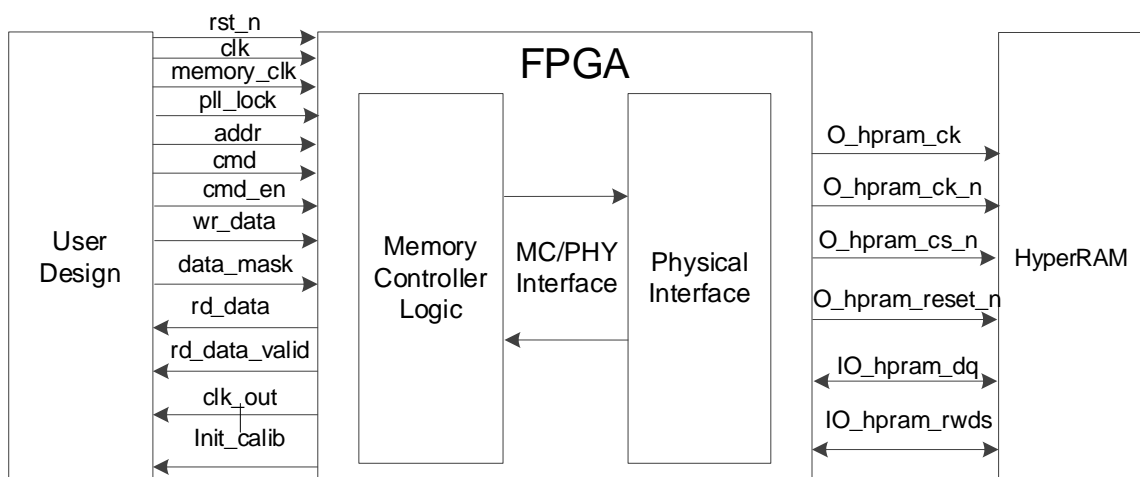 rst_n
clk
memory_clk
pll_lock
addr
cmd
cmd_en
wr_data
data_mask
rd_data
rd_data_valid
clk_out
Init_calib
User
Design
FPGA
Memory
Controller
Logic
MC/PHY
Interface
Physical
Interface
O_hpram_ck
O_hpram_ck_n
O_hpram_cs_n
O_hpram_reset_n
IO_hpram_dq
IO_hpram_rwds
HyperRAM